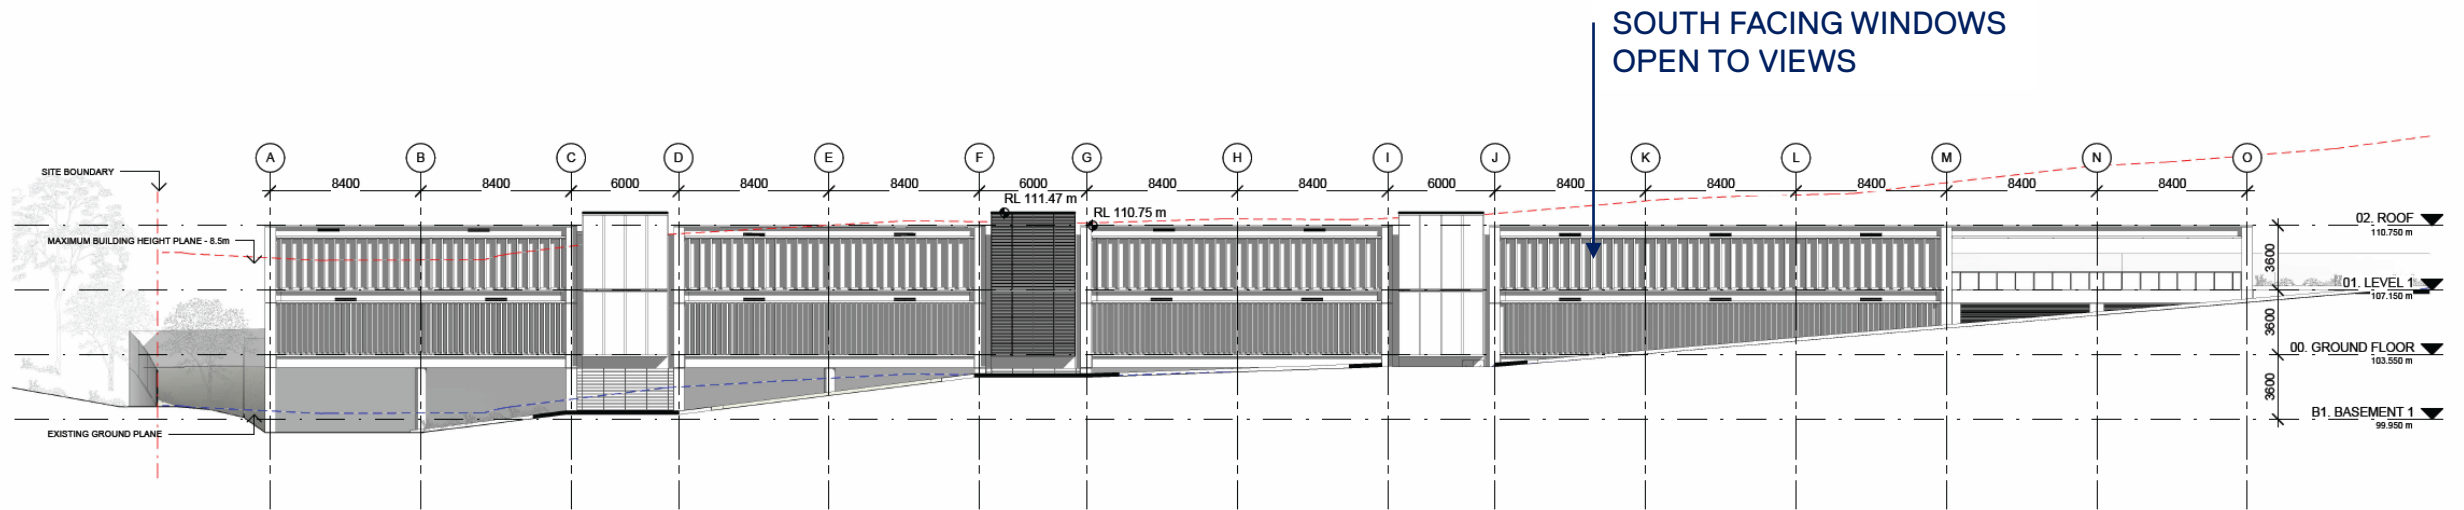 SOUTH FACING WINDOWS
OPEN TO VIEWS
A B C D E F G H I J K L M N O
SITE BOUNDARY
8400 8400 6000 8400 8400 6000 8400 8400 6000 8400 8400 8400 8400 8400
RL 111.47 m
RL 110.75 m
02. ROOF
110.750 m
MAXIMUM BUILDING HEIGHT PLANE - 8.5m
3600
01. LEVEL 1
107.150 m
3600
00. GROUND FLOOR
103.550 m
3600
B1. BASEMENT 1
99.950 m
EXISTING GROUND PLANE